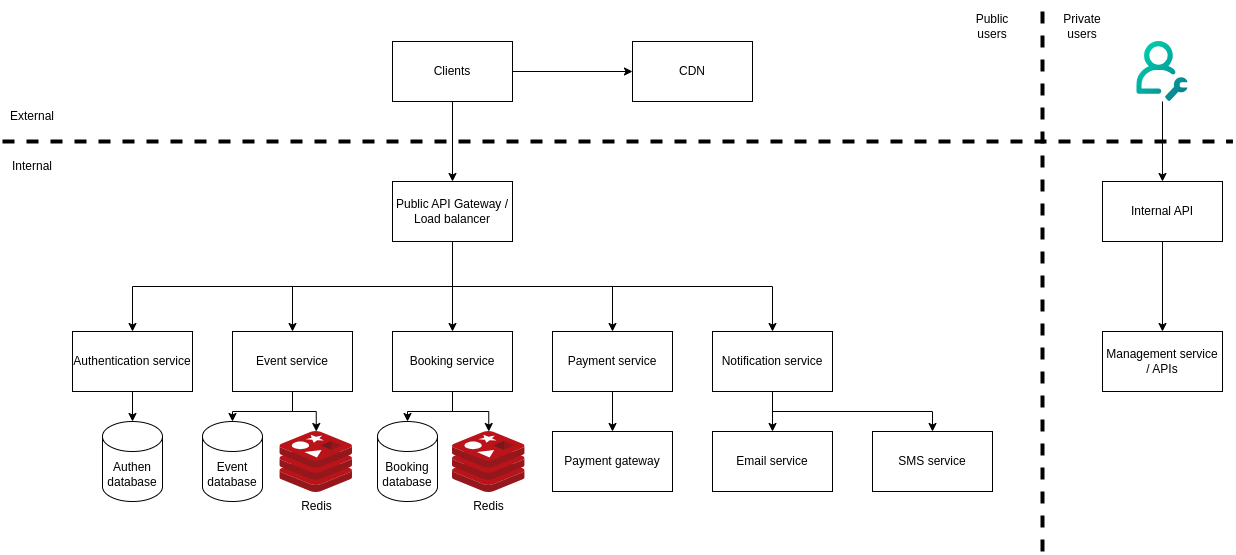 Public
users
Private
users
Clients
CDN
External
Internal
Public API Gateway /
Load balancer
Internal API
Authentication service
Event service
Booking service
Payment service
Notification service
Management service
/ APIs
Authen
database
Event
database
Redis
Booking
database
Redis
Payment gateway
Email service
SMS service